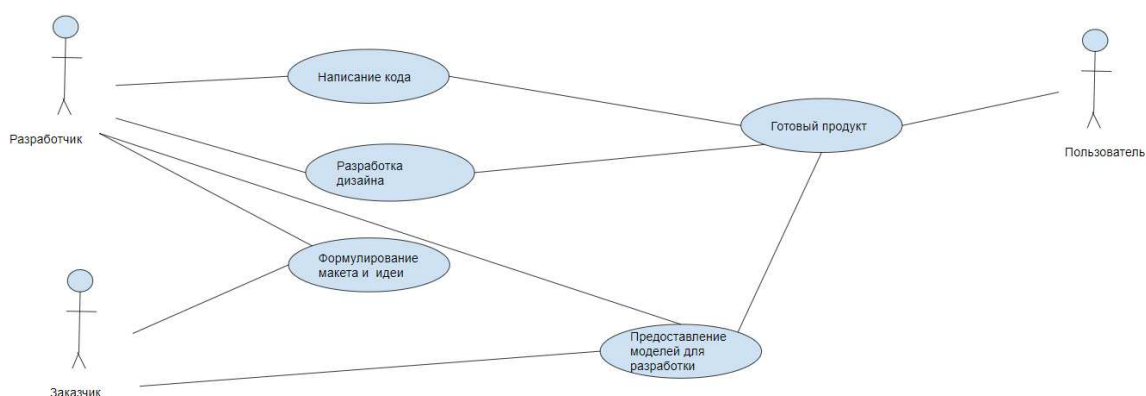 Написание кода
Готовый продукт
Разработчик
Пользователь
Разработка
дизайна
Формулирование
макета и идеи
Предоставление
моделей для
разработки
Заказчик